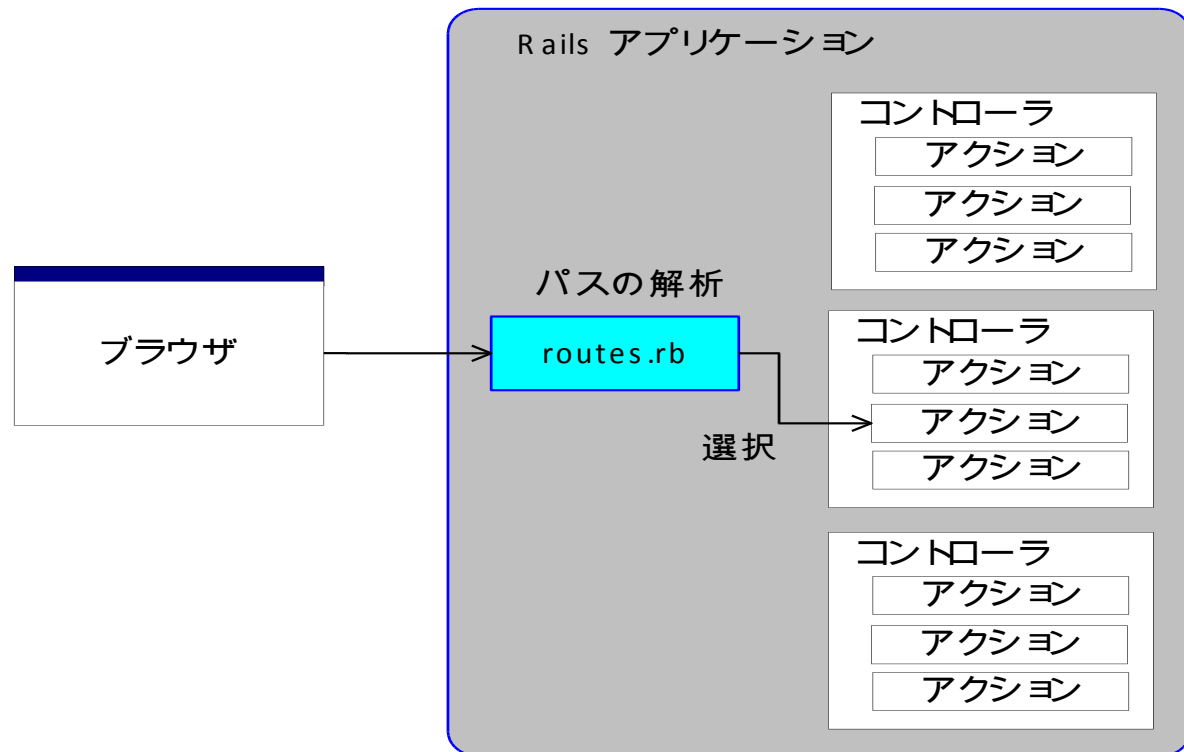 Rails アプリケーション
コントローラ
アクション
アクション
アクション
パスの解析
ブラウザ
routes.rb
選択
コントローラ
アクション
アクション
アクション
コントローラ
アクション
アクション
アクション